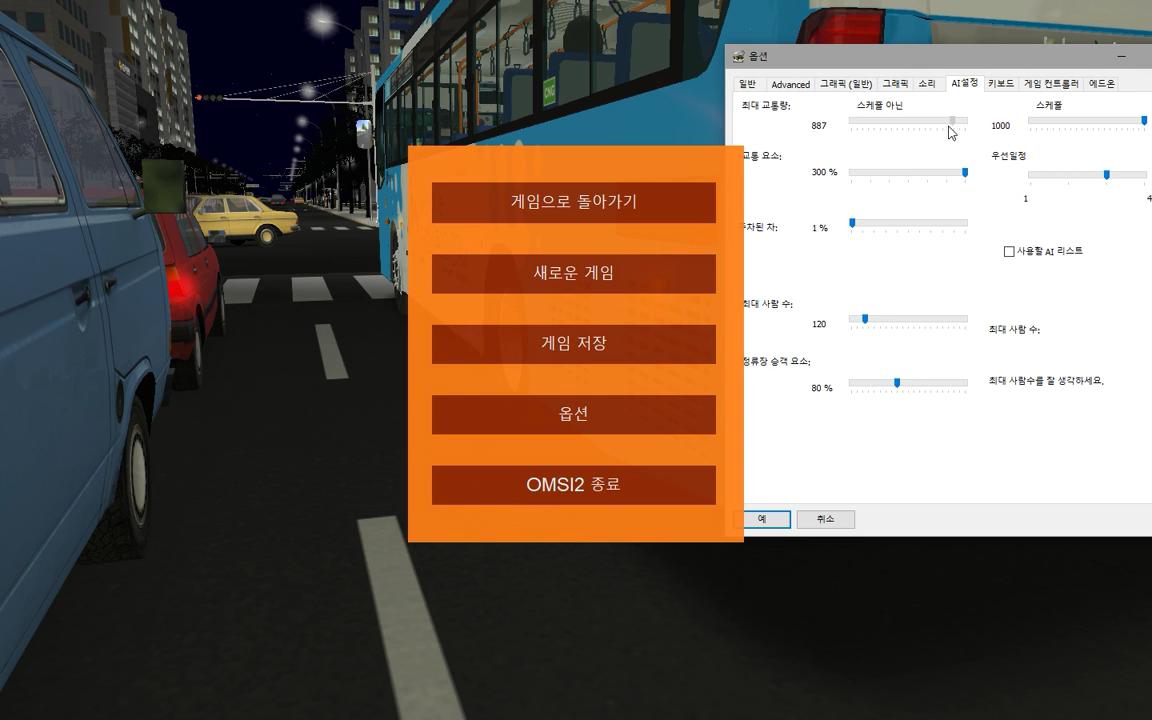 옵션
일반
Advanced
그래픽 (일반)
그래픽
소리
AI설정
키보드
게임 컨트롤러
에드온
최대 교통량:
스케쥴 아닌
스케쥴
887
1000
교통 요소:
우선일정
300 %
1
4
주차된 차:
1 %
사용할 AI 리스트
최대 사람 수:
120
최대 사람 수:
정류장 승객 요소:
80 %
최대 사람수를 잘 생각하세요.
예
취소
게임으로 돌아가기
새로운 게임
게임 저장
옵션
OMSI2 종료
CNG